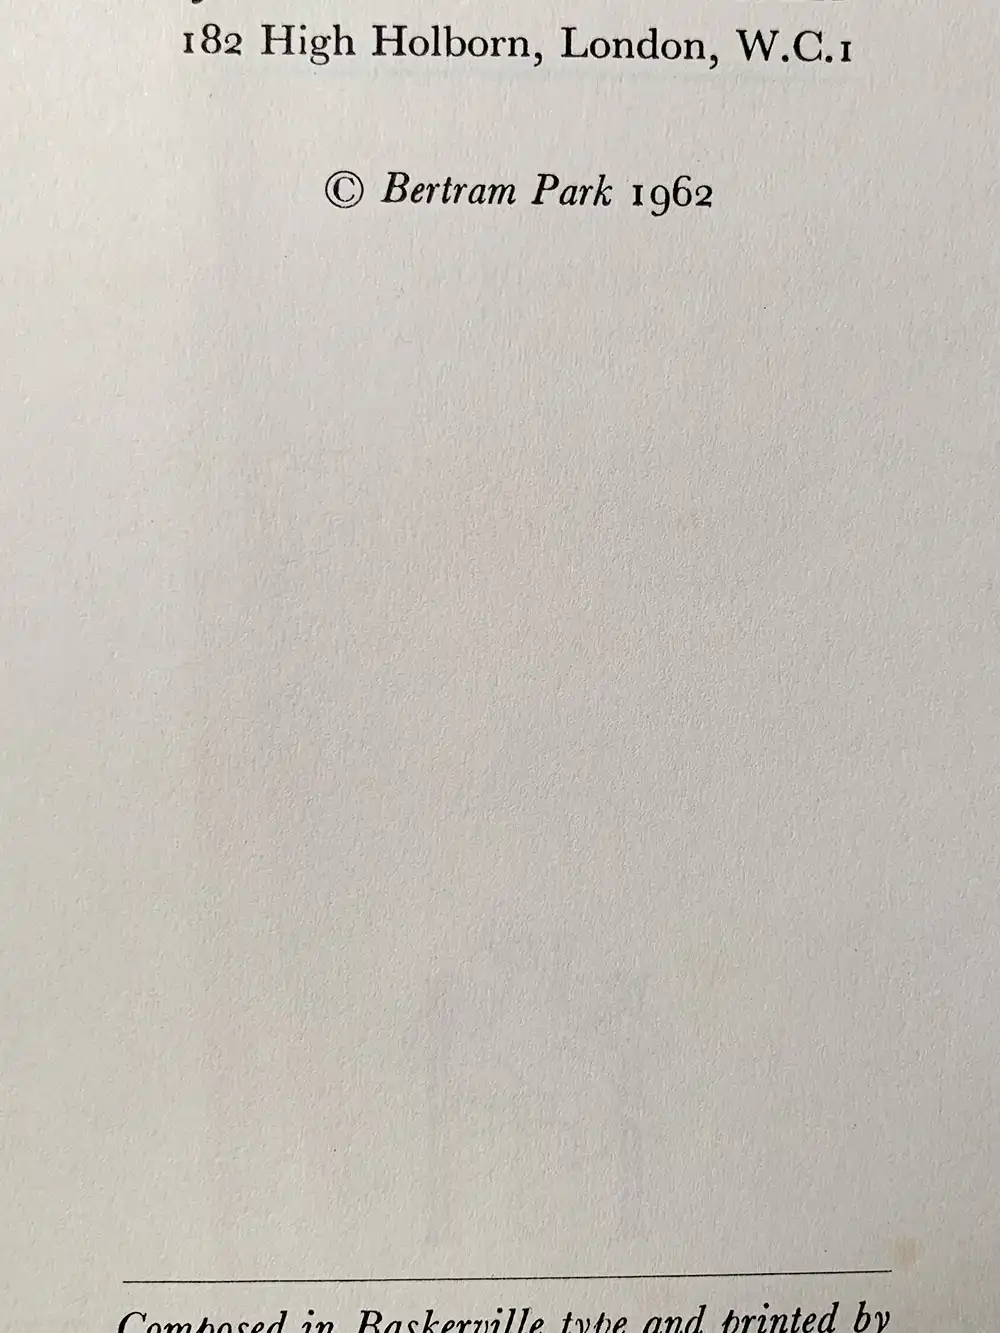 182 High Holborn, London, W.C.1
© Bertram Park 1962
Composed in Baskerville type and printed by